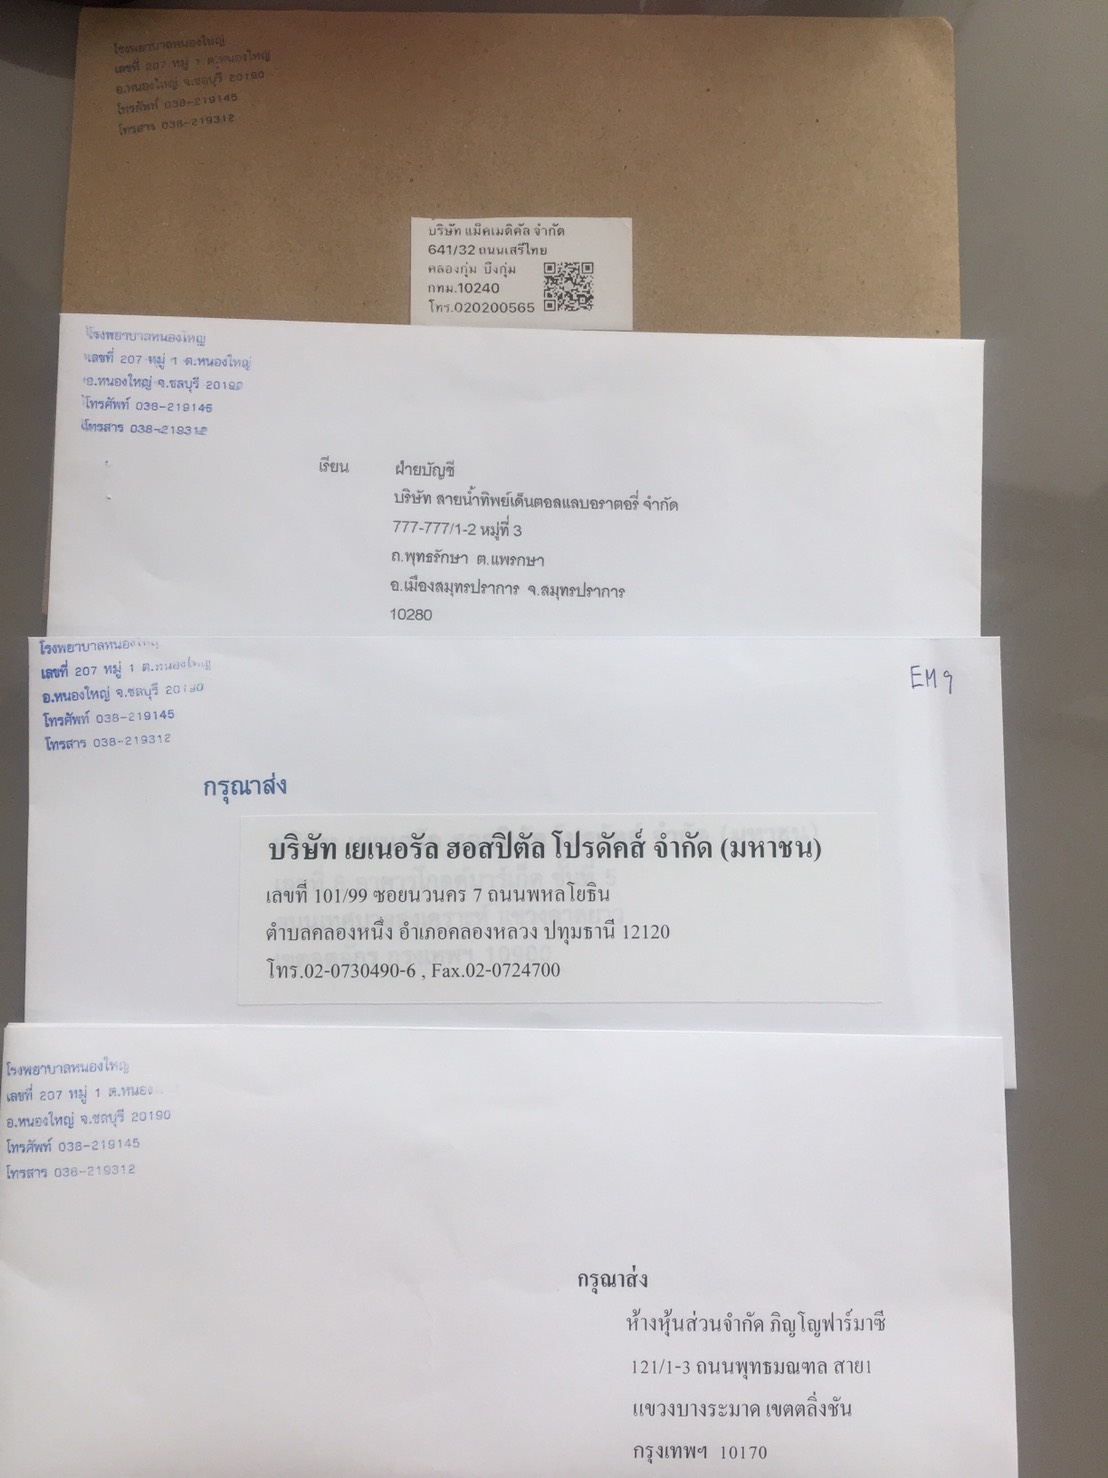 โรงพยาบาลหนองใหญ่
เลขที่ 207 หมู่ 1 ต.หนองใหญ่
อ.หนองใหญ่ จ.ชลบุรี 20190
โทรศัพท์ 038-219145
โทรสาร 038-219312
บริษัท แม็คเมดิคัล จำกัด
641/32 ถนนเสรีไทย
คลองกุ่ม บึงกุ่ม
กทม.10240
โทร.020200565
โรงพยาบาลหนองใหญ่
เลขที่ 207 หมู่ 1 ต.หนองใหญ่
อ.หนองใหญ่ จ.ชลบุรี 20190
โทรศัพท์ 038-219145
โทรสาร 038-219312
เรียน ฝ่ายบัญชี
บริษัท สายน้ำทิพย์เด็นตอลแลบอราตอรี่ จำกัด
777-777/1-2 หมู่ที่ 3
ถ.พุทธรักษา ต.แพรกษา
อ.เมืองสมุทรปราการ จ.สมุทรปราการ
10280
โรงพยาบาลหนองใหญ่
เลขที่ 207 หมู่ 1 ต.หนองใหญ่
อ.หนองใหญ่ จ.ชลบุรี 20190
โทรศัพท์ 038-219145
โทรสาร 038-219312
EMS
กรุณาส่ง
บริษัท เยเนอรัล ฮอสปิตัล โปรดัคส์ จำกัด (มหาชน)
เลขที่ 101/99 ซอยนวนคร 7 ถนนพหลโยธิน
ตำบลคลองหนึ่ง อำเภอคลองหลวง ปทุมธานี 12120
โทร.02-0730490-6 , Fax.02-0724700
โรงพยาบาลหนองใหญ่
เลขที่ 207 หมู่ 1 ต.หนอง
อ.หนองใหญ่ จ.ชลบุรี 20190
โทรศัพท์ 038-219145
โทรสาร 038-219312
กรุณาส่ง
ห้างหุ้นส่วนจำกัด ภิญโญฟาร์มาซี
121/1-3 ถนนพุทธมณฑล สาย1
แขวงบางระมาด เขตตลิ่งชัน
กรุงเทพฯ 10170